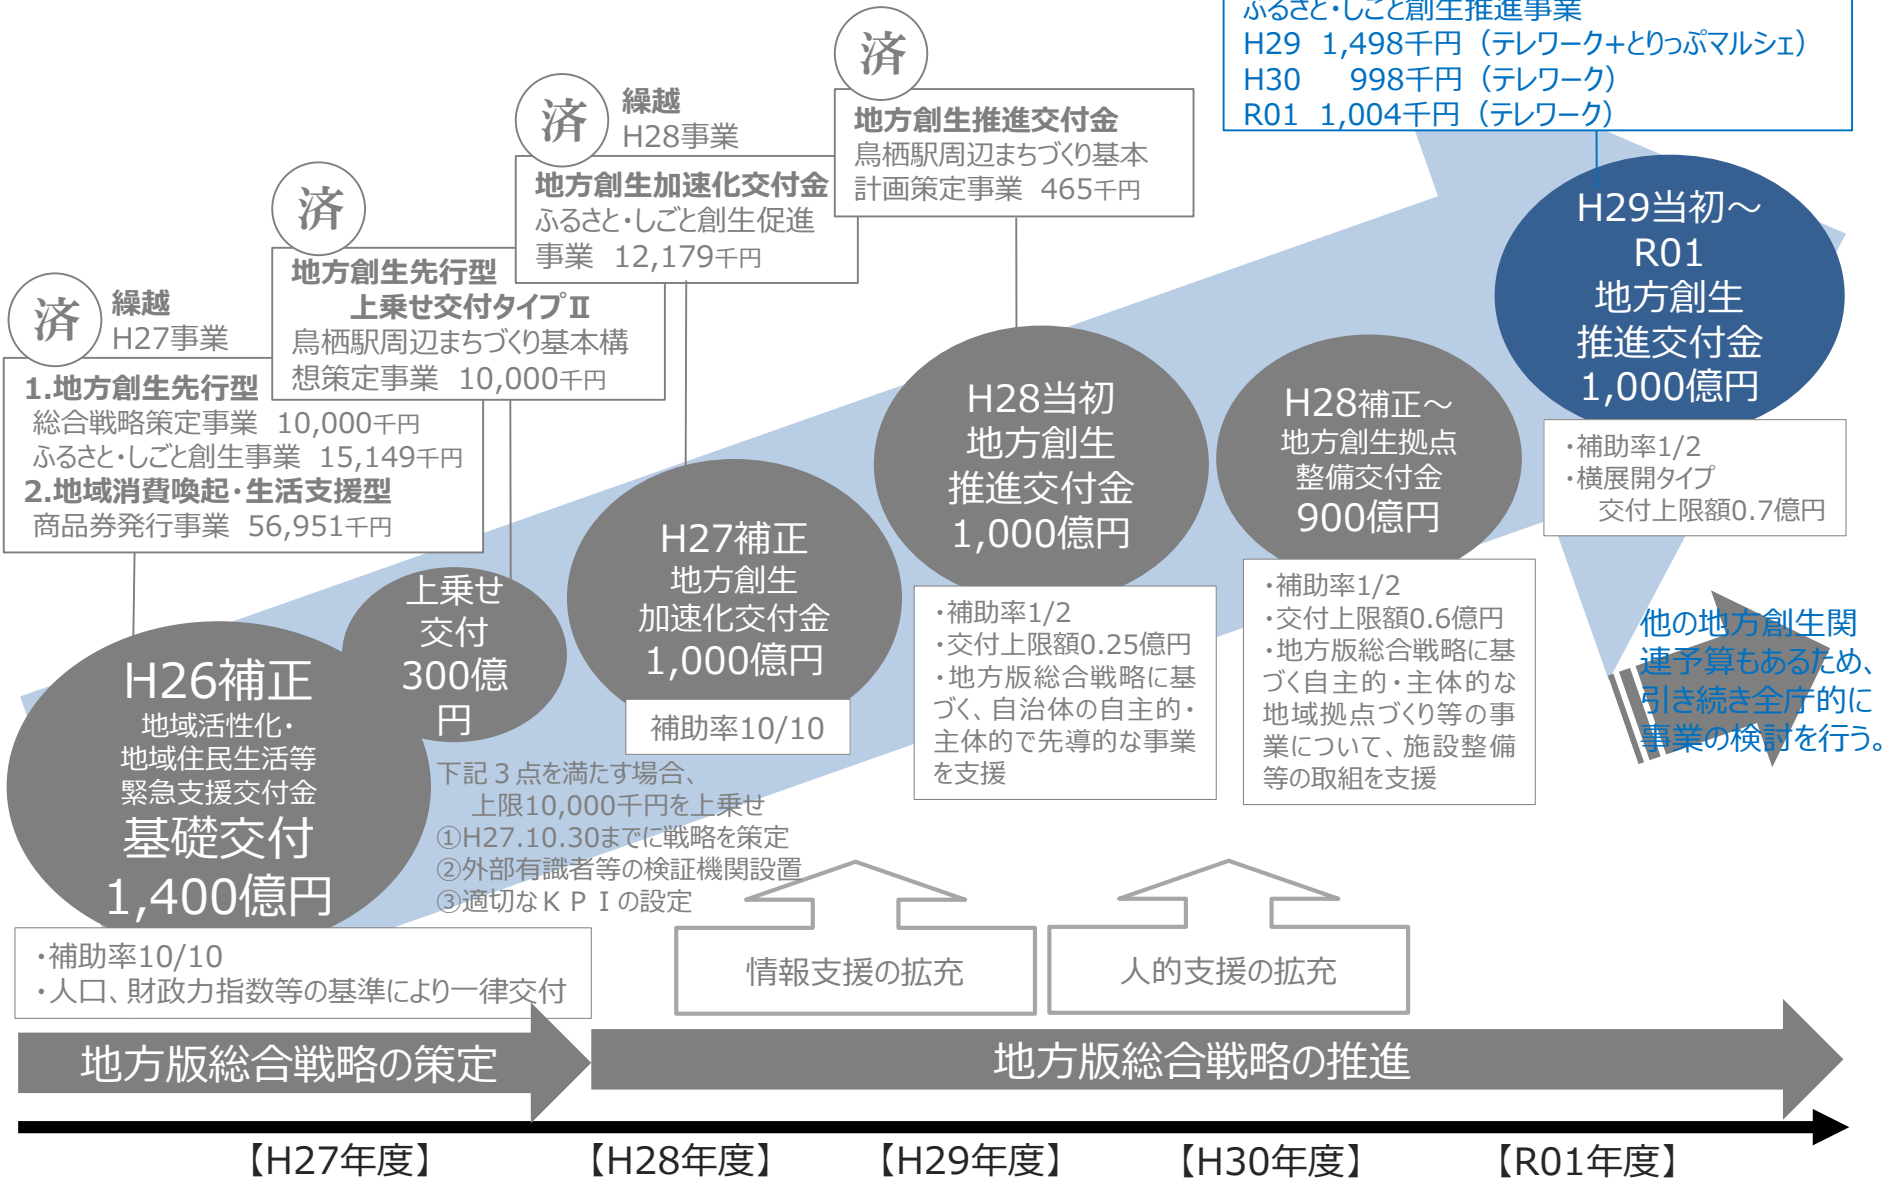 ふるさと・しごと創生推進事業
H29 1,498千円（テレワーク+とりっぷマルシェ）
H30 998千円（テレワーク）
R01 1,004千円（テレワーク）
済
地方創生推進交付金
鳥栖駅周辺まちづくり基本
計画策定事業 465千円
済
繰越
H28事業
地方創生加速化交付金
ふるさと・しごと創生促進
事業 12,179千円
済
地方創生先行型
上乗せ交付タイプⅡ
鳥栖駅周辺まちづくり基本構
想策定事業 10,000千円
済
繰越
H27事業
1.地方創生先行型
総合戦略策定事業 10,000千円
ふるさと・しごと創生事業 15,149千円
2.地域消費喚起・生活支援型
商品券発行事業 56,951千円
H26補正
地域活性化・
地域住民生活等
緊急支援交付金
基礎交付
1,400億円
・補助率10/10
・人口、財政力指数等の基準により一律交付
上乗せ
交付
300億
円
下記３点を満たす場合、
上限10,000千円を上乗せ
①H27.10.30までに戦略を策定
②外部有識者等の検証機関設置
③適切なＫＰＩの設定
H27補正
地方創生
加速化交付金
1,000億円
補助率10/10
H28当初
地方創生
推進交付金
1,000億円
・補助率1/2
・交付上限額0.25億円
・地方版総合戦略に基
づく、自治体の自主的・
主体的で先導的な事業
を支援
H28補正～
地方創生拠点
整備交付金
900億円
・補助率1/2
・交付上限額0.6億円
・地方版総合戦略に基
づく自主的・主体的な
地域拠点づくり等の事
業について、施設整備
等の取組を支援
H29当初～
R01
地方創生
推進交付金
1,000億円
・補助率1/2
・横展開タイプ
交付上限額0.7億円
他の地方創生関
連予算もあるため、
引き続き全庁的に
事業の検討を行う。
情報支援の拡充
人的支援の拡充
地方版総合戦略の策定
地方版総合戦略の推進
【H27年度】
【H28年度】
【H29年度】
【H30年度】
【R01年度】